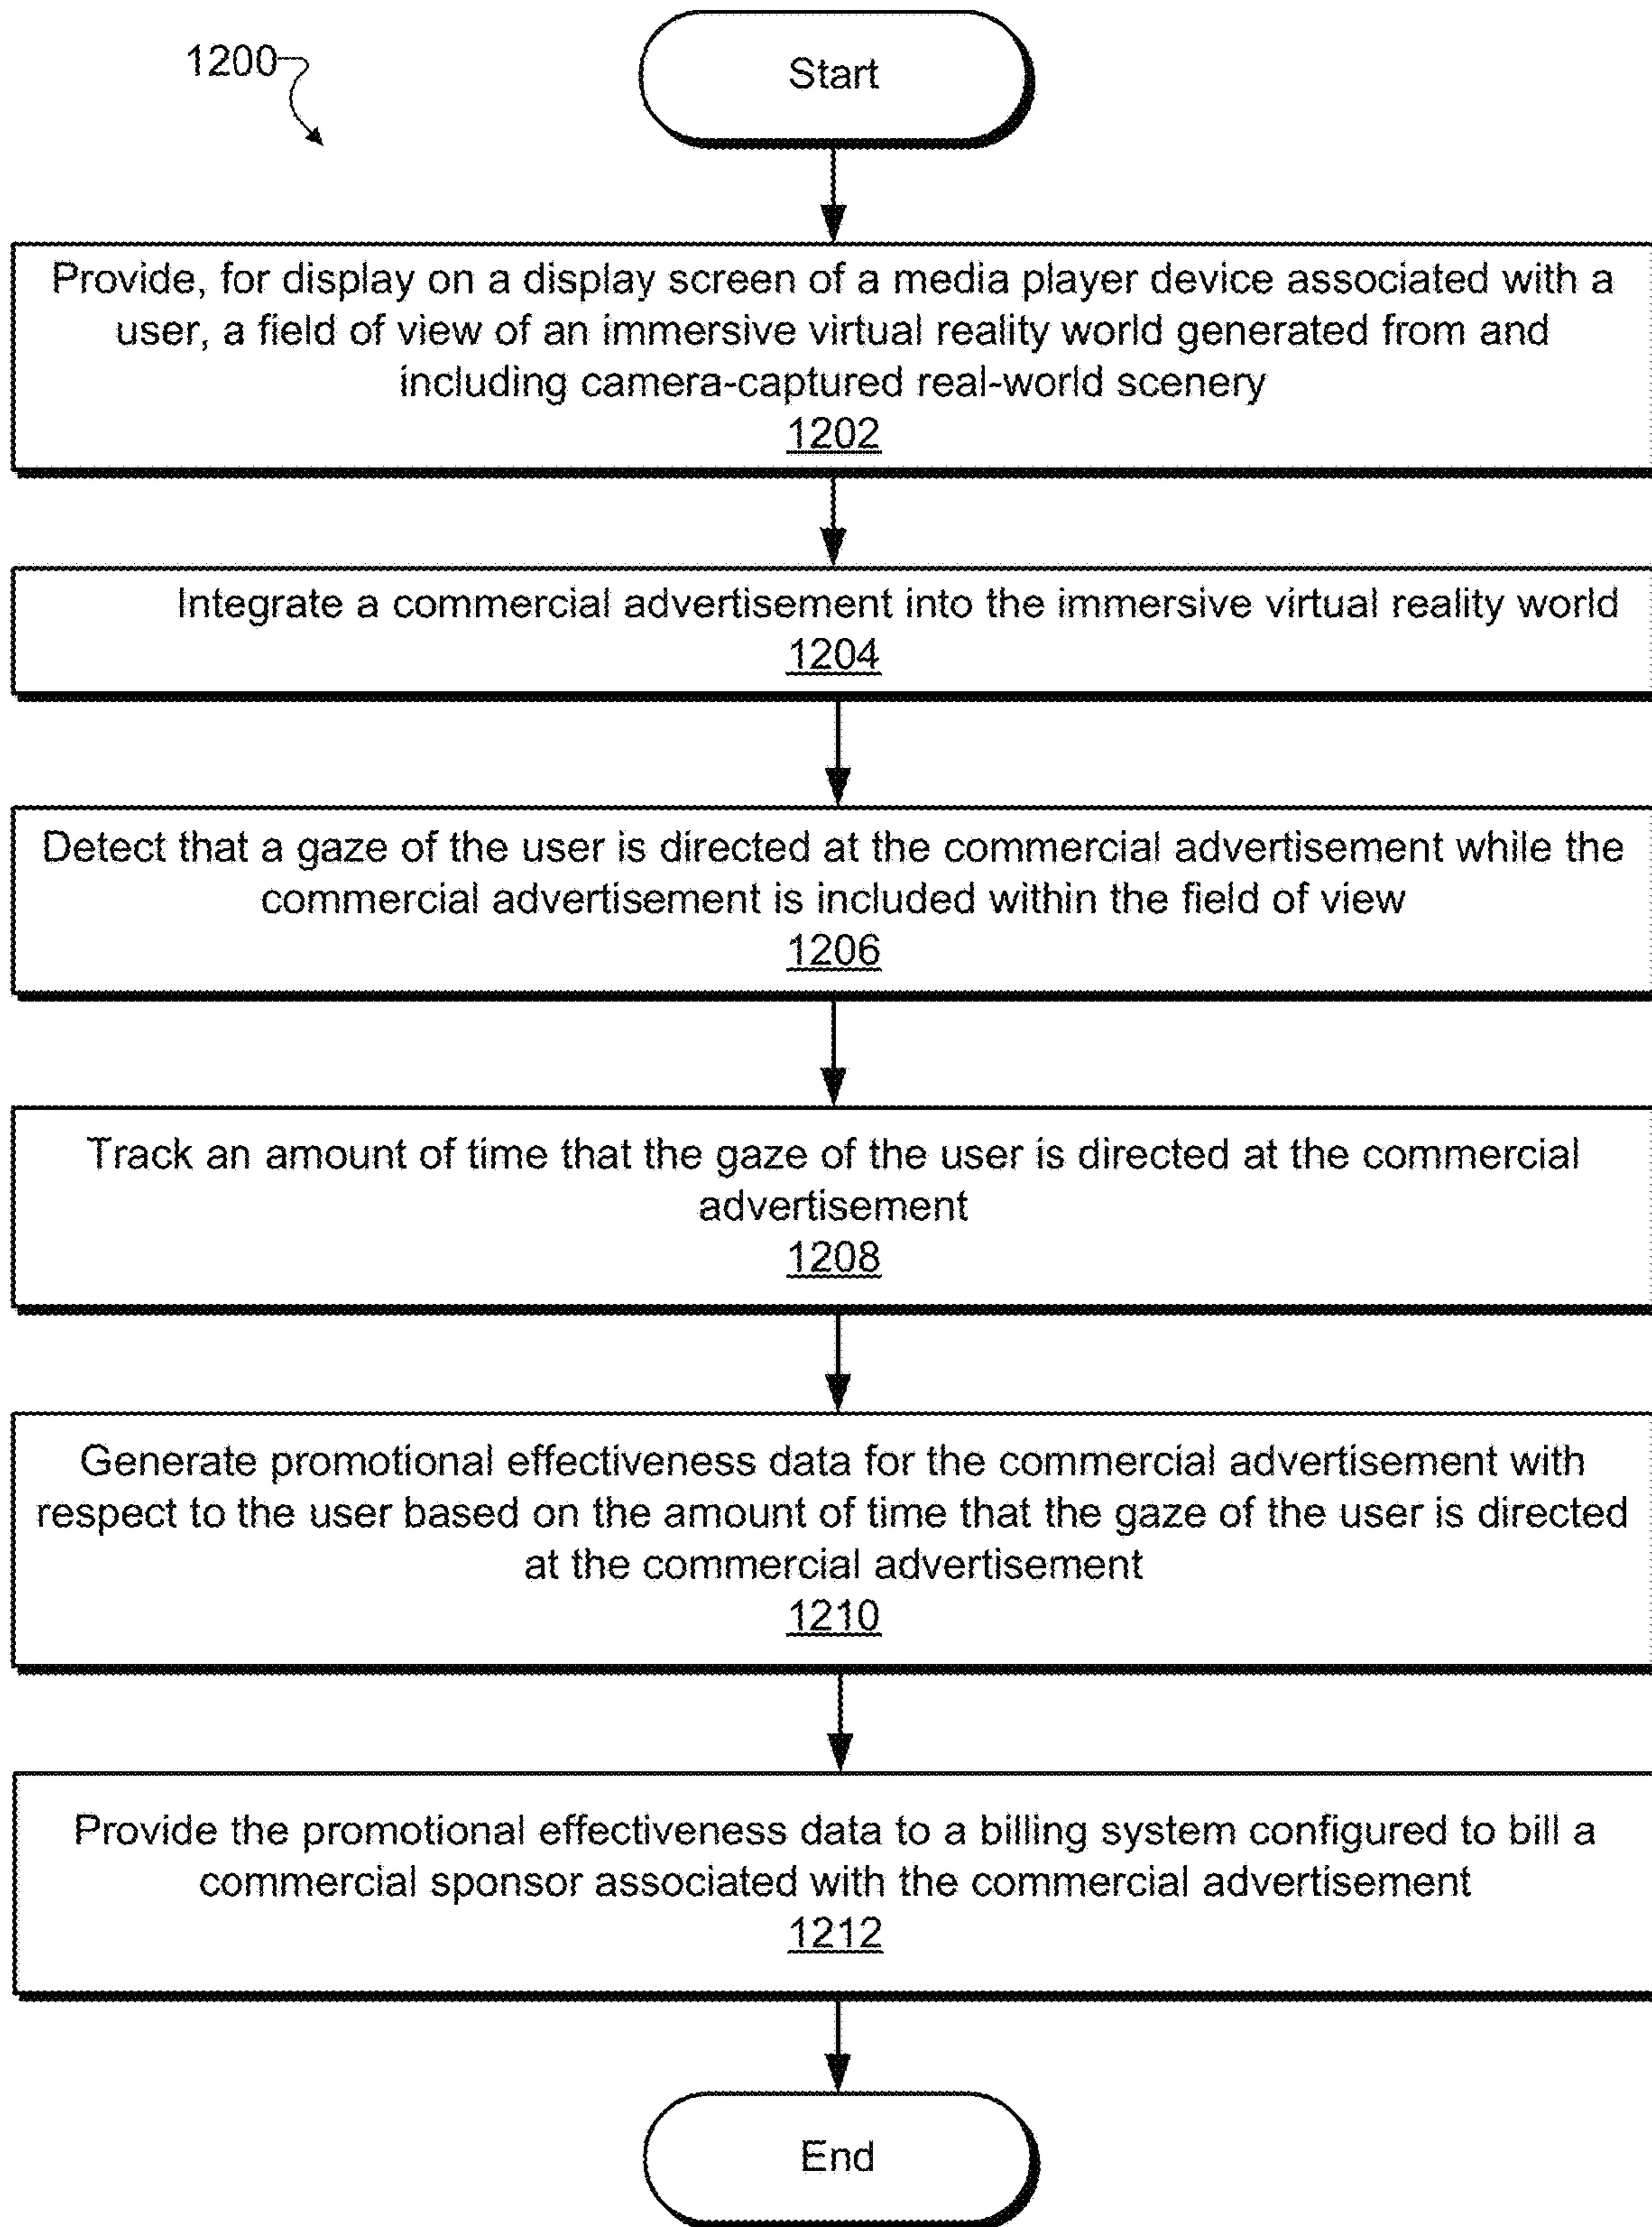 1200
Start
Provide, for display on a display screen of a media player device associated with a
user, a field of view of an immersive virtual reality world generated from and
including camera-captured real-world scenery
1202
Integrate a commercial advertisement into the immersive virtual reality world
1204
Detect that a gaze of the user is directed at the commercial advertisement while the
commercial advertisement is included within the field of view
1206
Track an amount of time that the gaze of the user is directed at the commercial
advertisement
1208
Generate promotional effectiveness data for the commercial advertisement with
respect to the user based on the amount of time that the gaze of the user is directed
at the commercial advertisement
1210
Provide the promotional effectiveness data to a billing system configured to bill a
commercial sponsor associated with the commercial advertisement
1212
End